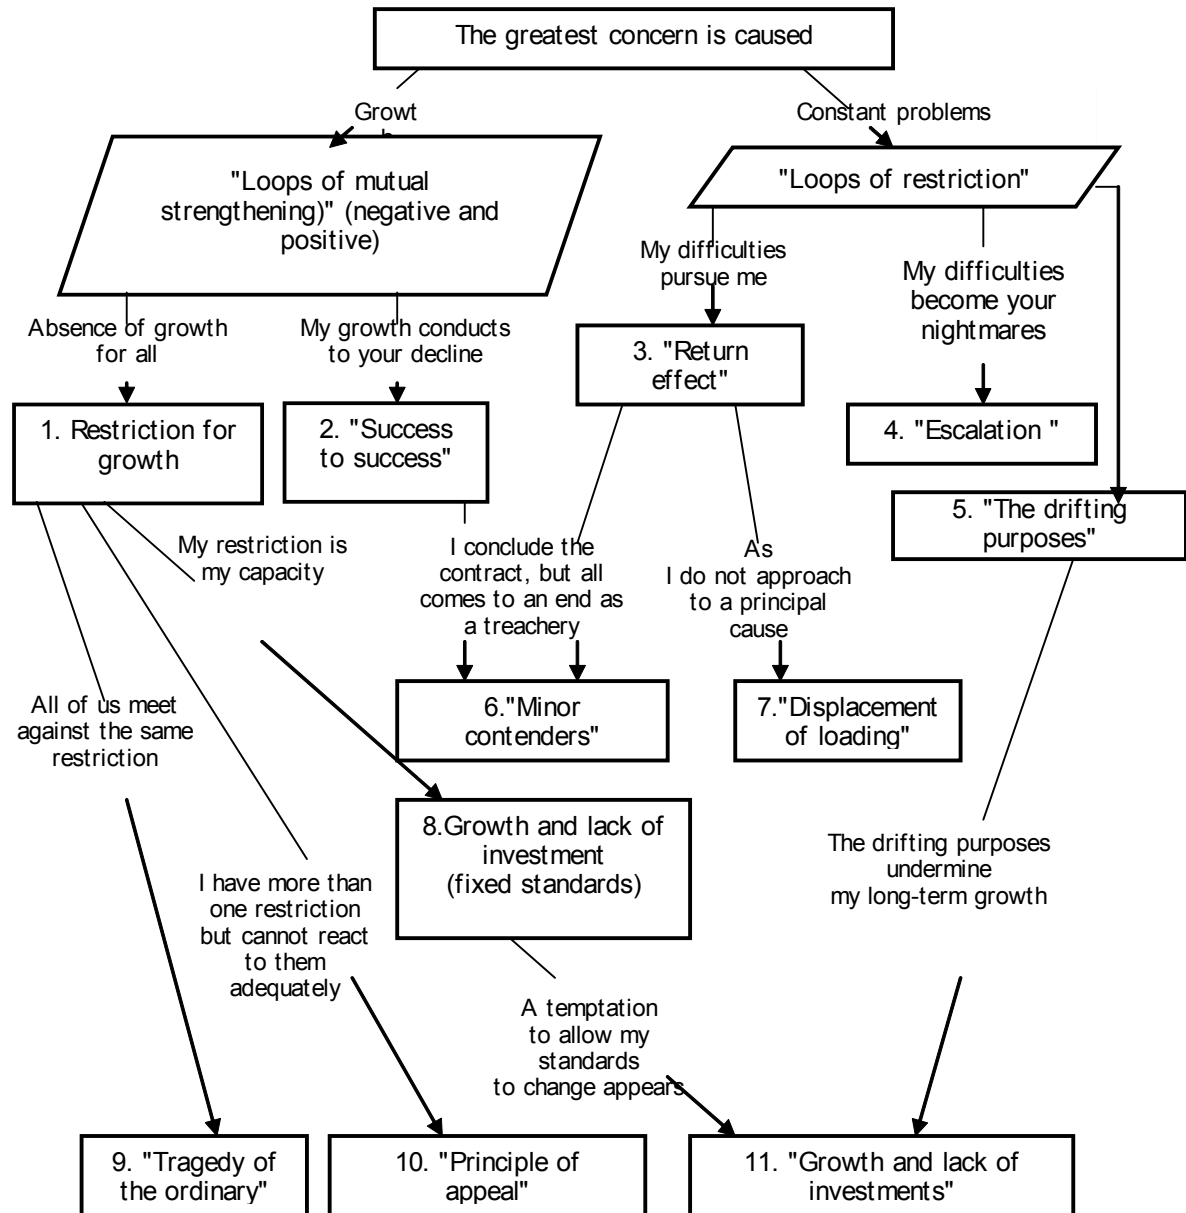 The greatest concern is caused
Growt
h
Constant problems
"Loops of mutual
strengthening)" (negative and
positive)
"Loops of restriction"
My difficulties
pursue me
My difficulties
become your
nightmares
Absence of growth
for all
My growth conducts
to your decline
3. "Return
effect"
1. Restriction for
growth
2. "Success
to success"
4. "Escalation "
5. "The drifting
purposes"
My restriction is
my capacity
I conclude the
contract, but all
comes to an end as
a treachery
As
I do not approach
to a principal
cause
All of us meet
against the same
restriction
6."Minor
contenders"
7."Displacement
of loading"
8.Growth and lack of
investment
(fixed standards)
The drifting purposes
undermine
my long-term growth
I have more than
one restriction
but cannot react
to them
adequately
A temptation
to allow my
standards
to change appears
9. "Tragedy of
the ordinary"
10. "Principle of
appeal"
11. "Growth and lack of
investments"